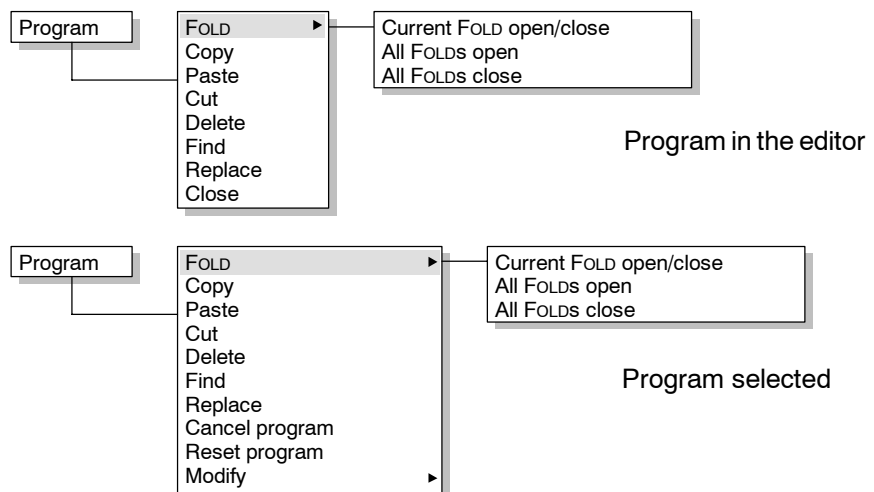 Program
FOLD
Copy
Paste
Cut
Delete
Find
Replace
Close
Current FOLD open/close
All FOLDs open
All FOLDs close
Program in the editor
Program
FOLD
Copy
Paste
Cut
Delete
Find
Replace
Cancel program
Reset program
Modify
Current FOLD open/close
All FOLDs open
All FOLDs close
Program selected